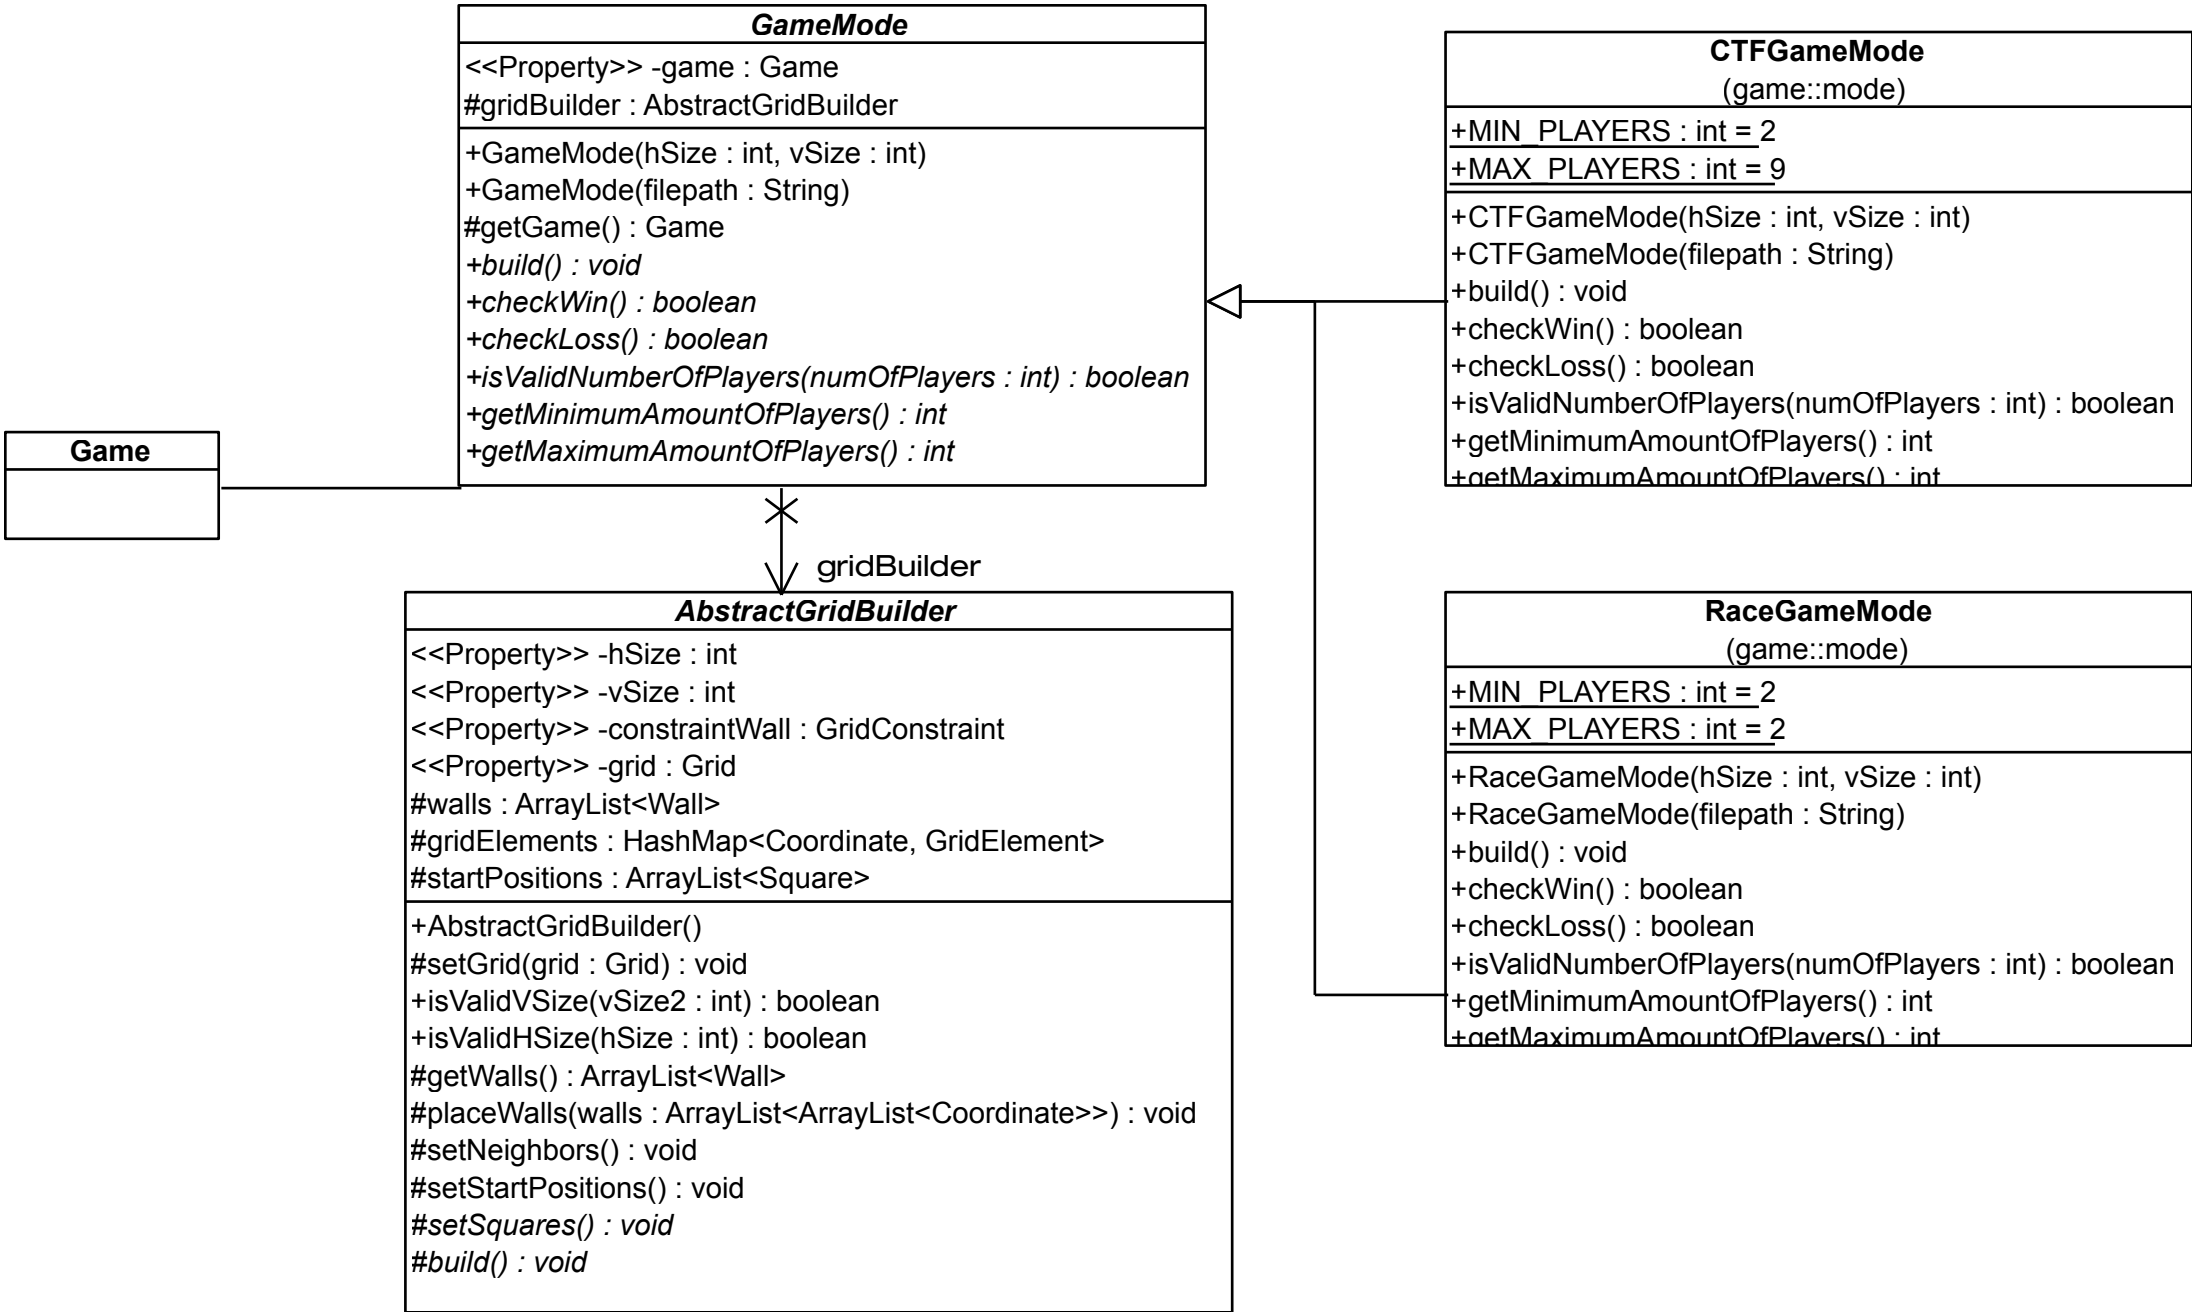 GameMode
<<Property>> -game : Game
#gridBuilder : AbstractGridBuilder
+GameMode(hSize : int, vSize : int)
+GameMode(filepath : String)
#getGame() : Game
+build() : void
+checkWin() : boolean
+checkLoss() : boolean
+isValidNumberOfPlayers(numOfPlayers : int) : boolean
+getMinimumAmountOfPlayers() : int
+getMaximumAmountOfPlayers() : int
CTFGameMode
(game::mode)
+MIN_PLAYERS : int = 2
+MAX_PLAYERS : int = 9
+CTFGameMode(hSize : int, vSize : int)
+CTFGameMode(filepath : String)
+build() : void
+checkWin() : boolean
+checkLoss() : boolean
+isValidNumberOfPlayers(numOfPlayers : int) : boolean
+getMinimumAmountOfPlayers() : int
+getMaximumAmountOfPlayers() : int
Game
gridBuilder
AbstractGridBuilder
<<Property>> -hSize : int
<<Property>> -vSize : int
<<Property>> -constraintWall : GridConstraint
<<Property>> -grid : Grid
#walls : ArrayList<Wall>
#gridElements : HashMap<Coordinate, GridElement>
#startPositions : ArrayList<Square>
+AbstractGridBuilder()
#setGrid(grid : Grid) : void
+isValidVSize(vSize2 : int) : boolean
+isValidHSize(hSize : int) : boolean
#getWalls() : ArrayList<Wall>
#placeWalls(walls : ArrayList<ArrayList<Coordinate>>) : void
#setNeighbors() : void
#setStartPositions() : void
#setSquares() : void
#build() : void
RaceGameMode
(game::mode)
+MIN_PLAYERS : int = 2
+MAX_PLAYERS : int = 2
+RaceGameMode(hSize : int, vSize : int)
+RaceGameMode(filepath : String)
+build() : void
+checkWin() : boolean
+checkLoss() : boolean
+isValidNumberOfPlayers(numOfPlayers : int) : boolean
+getMinimumAmountOfPlayers() : int
+getMaximumAmountOfPlayers() : int